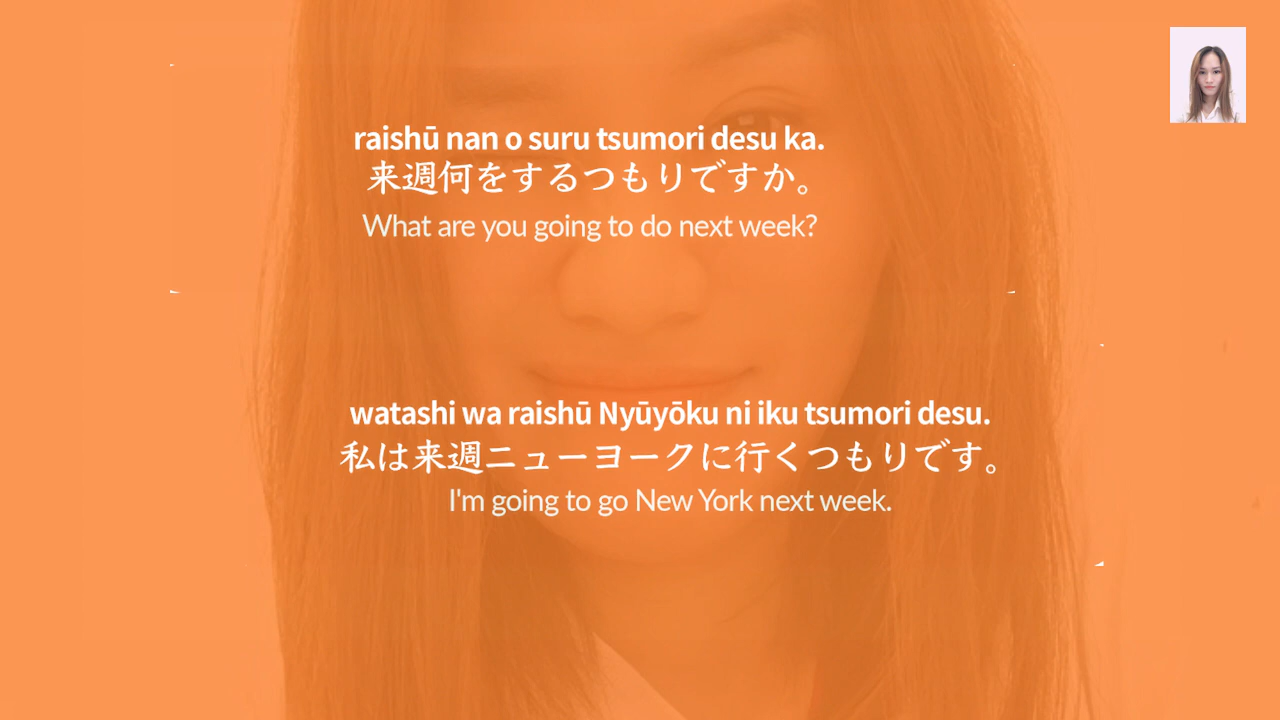 raishū nan o suru tsumori desu ka.
来週何をするつもりですか。
What are you going to do next week?
watashi wa raishū Nyūyōku ni iku tsumori desu.
私は来週ニューヨークに行くつもりです。
I'm going to go New York next week.